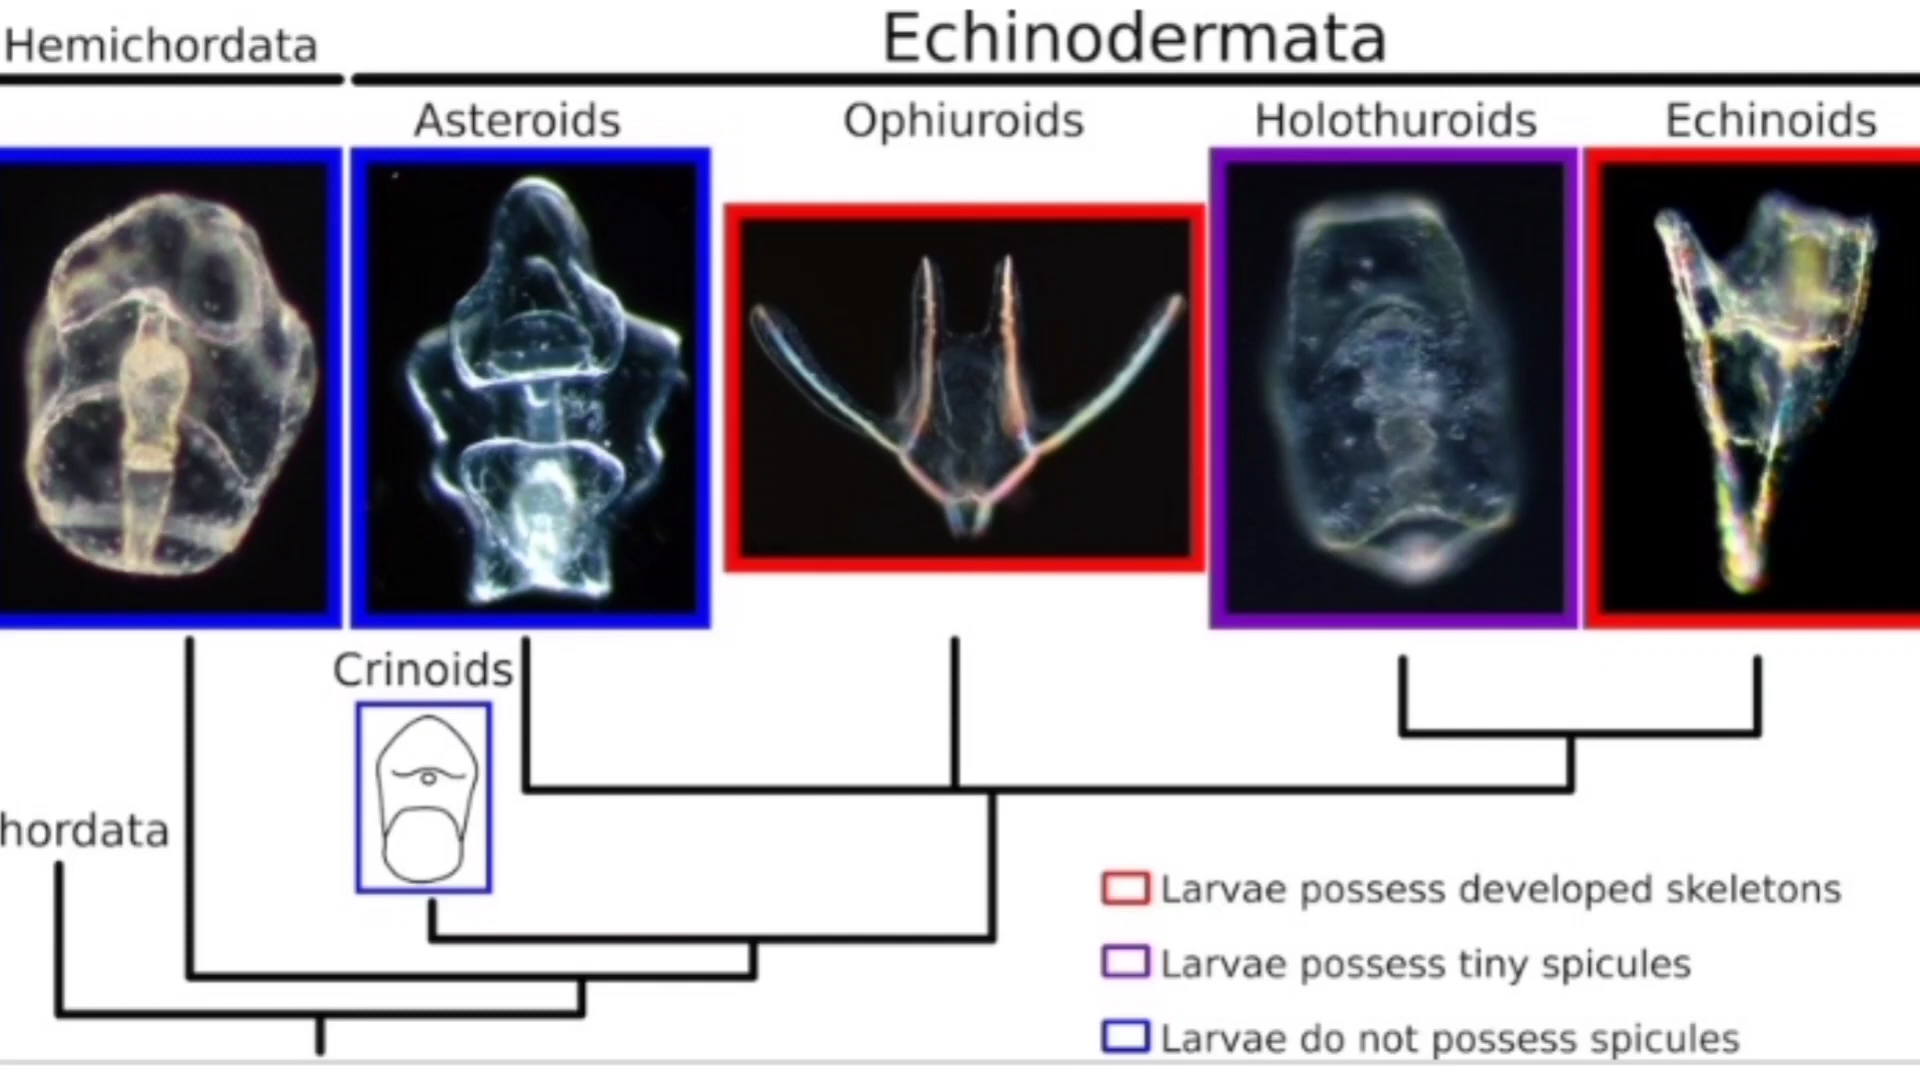 Hemichordata
Echinodermata
Asteroids
Ophiuroids
Holothuroids
Echinoids
Crinoids
hordata
Larvae possess developed skeletons
Larvae possess tiny spicules
Larvae do not possess spicules